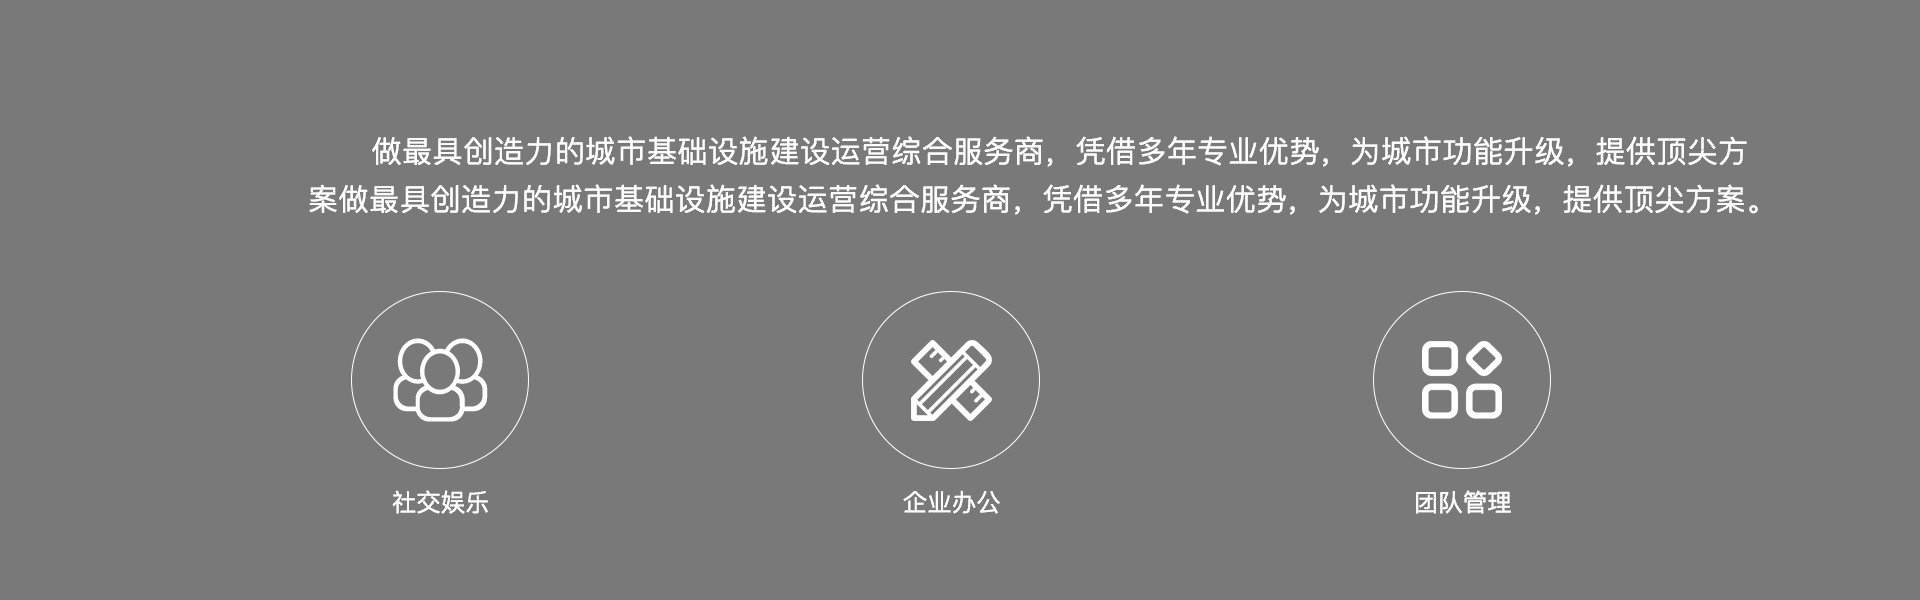 做最具创造力的城市基础设施建设运营综合服务商，凭借多年专业优势，为城市功能升级，提供顶尖方
案做最具创造力的城市基础设施建设运营综合服务商，凭借多年专业优势，为城市功能升级，提供顶尖方案。
社交娱乐
企业办公
团队管理